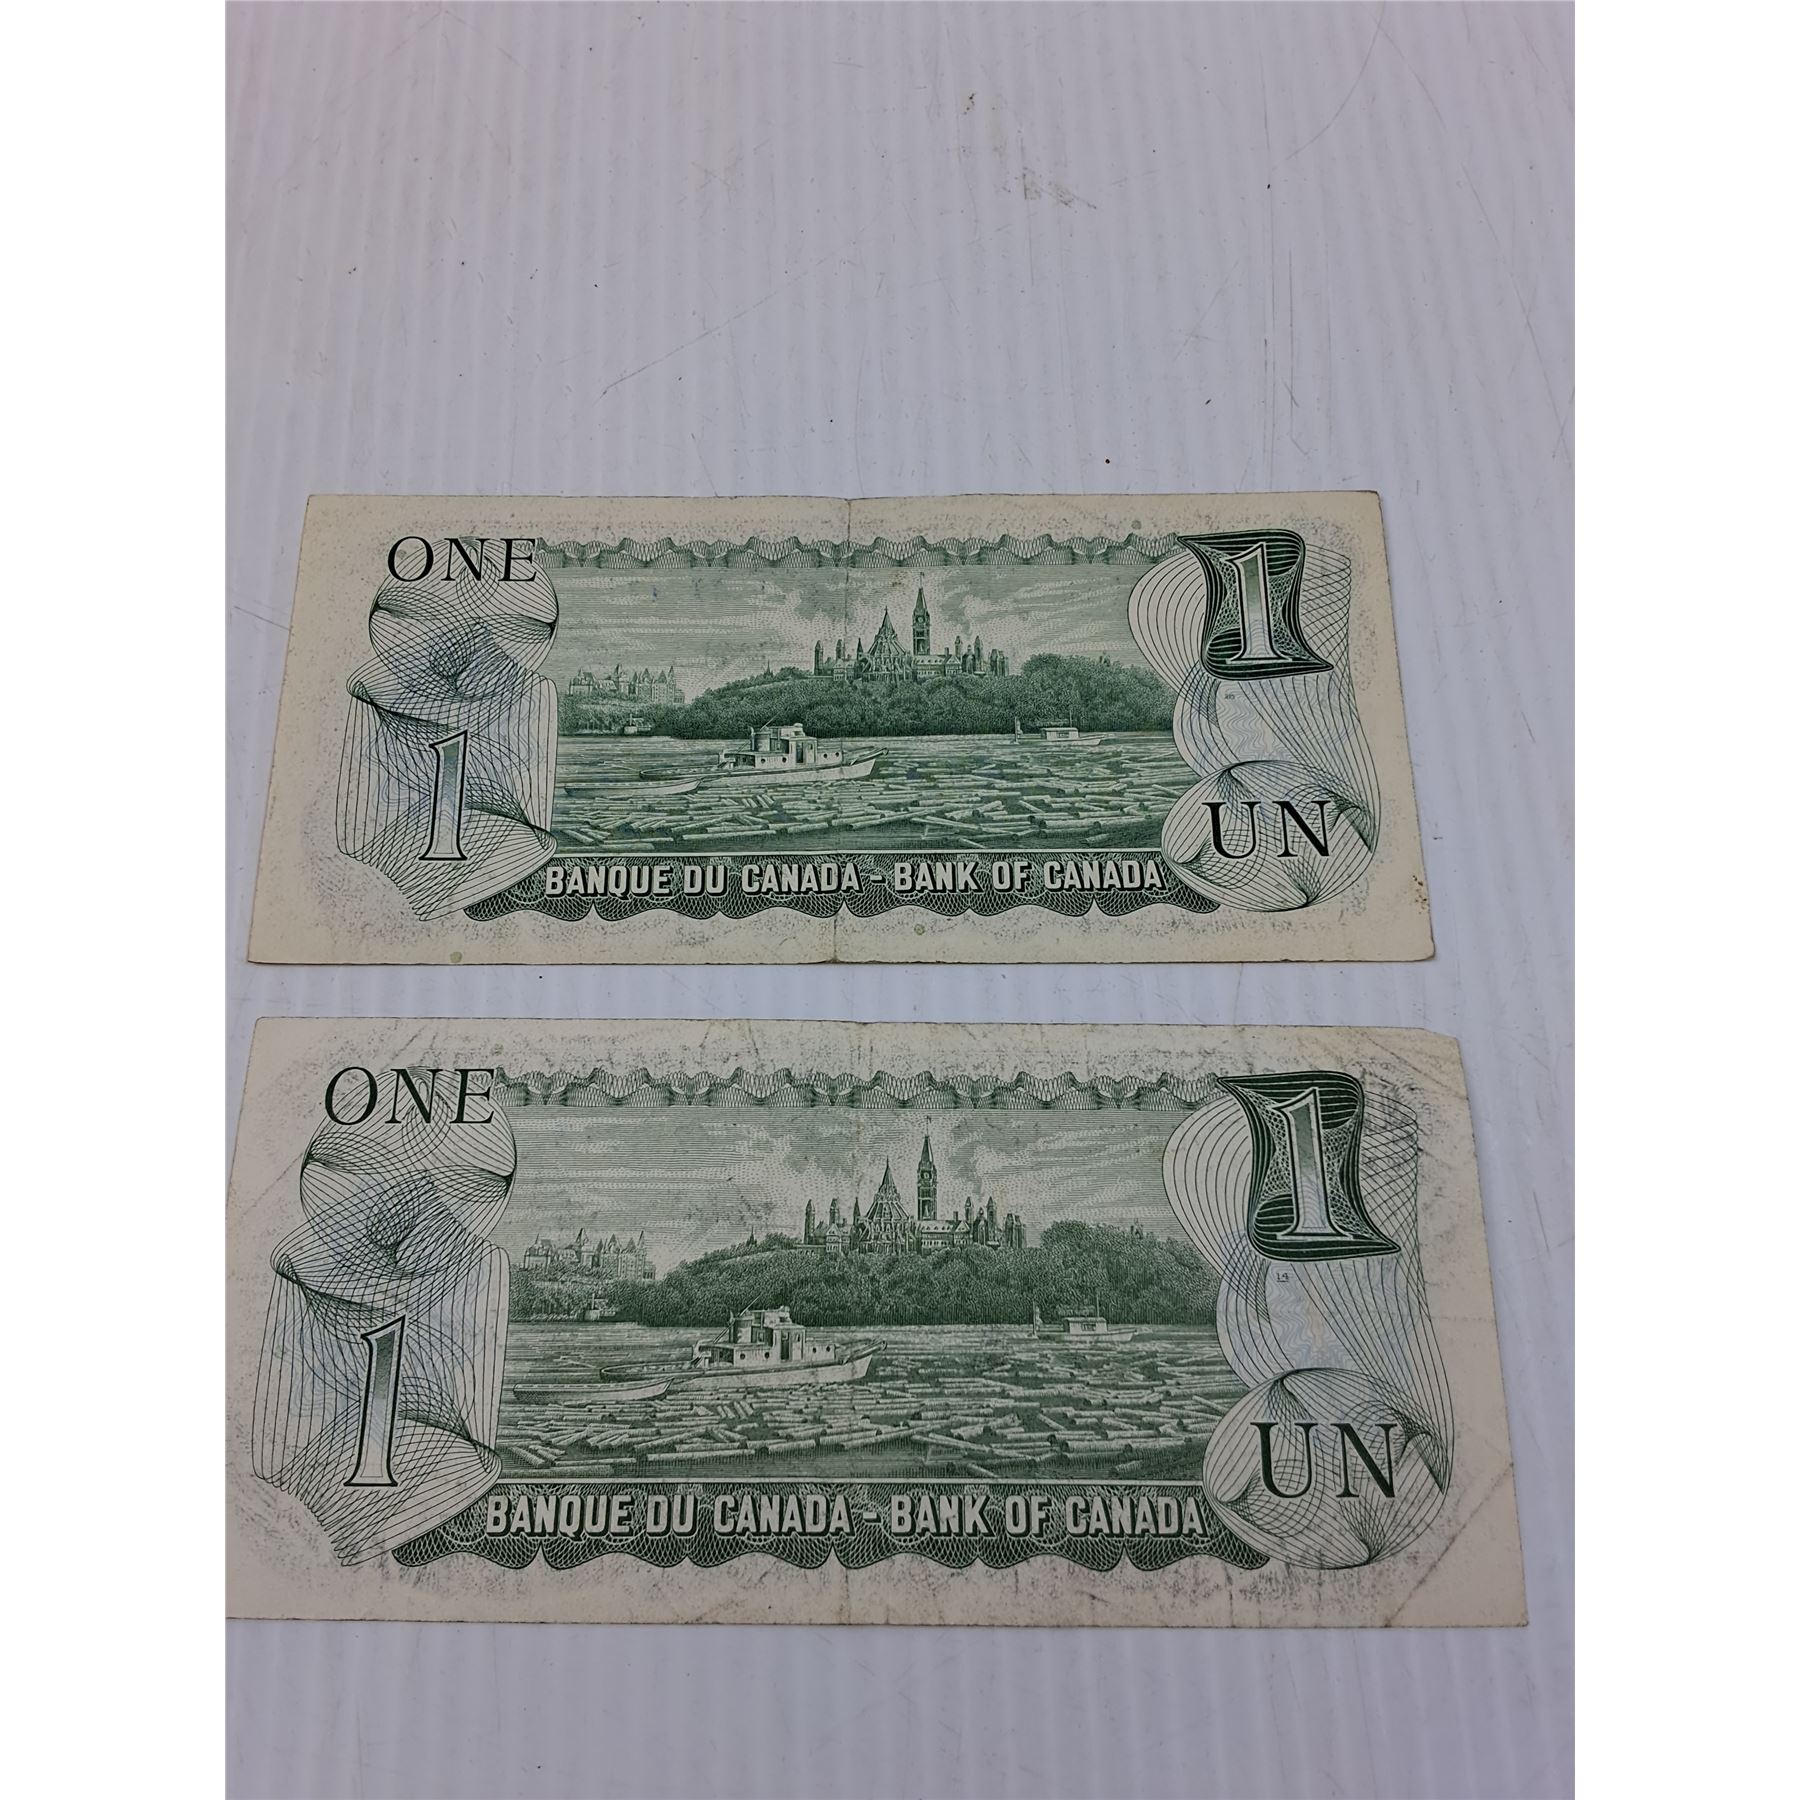 ONE
1
1
UN
BANQUE DU CANADA - BANK OF CANADA
ONE
1
14
1
UN
BANQUE DU CANADA - BANK OF CANADA